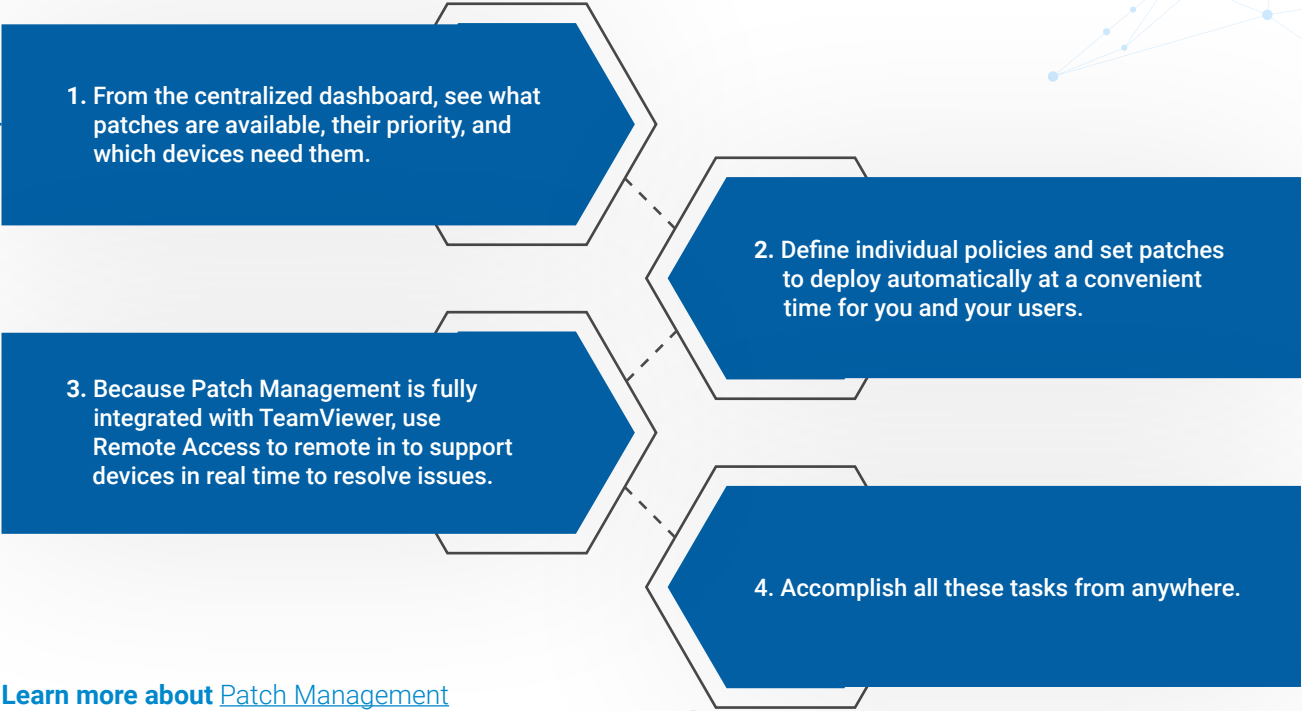 1. From the centralized dashboard, see what
patches are available, their priority, and
which devices need them.
2. Define individual policies and set patches
to deploy automatically at a convenient
time for you and your users.
3. Because Patch Management is fully
integrated with TeamViewer, use
Remote Access to remote in to support
devices in real time to resolve issues.
4. Accomplish all these tasks from anywhere.
Learn more about Patch Management